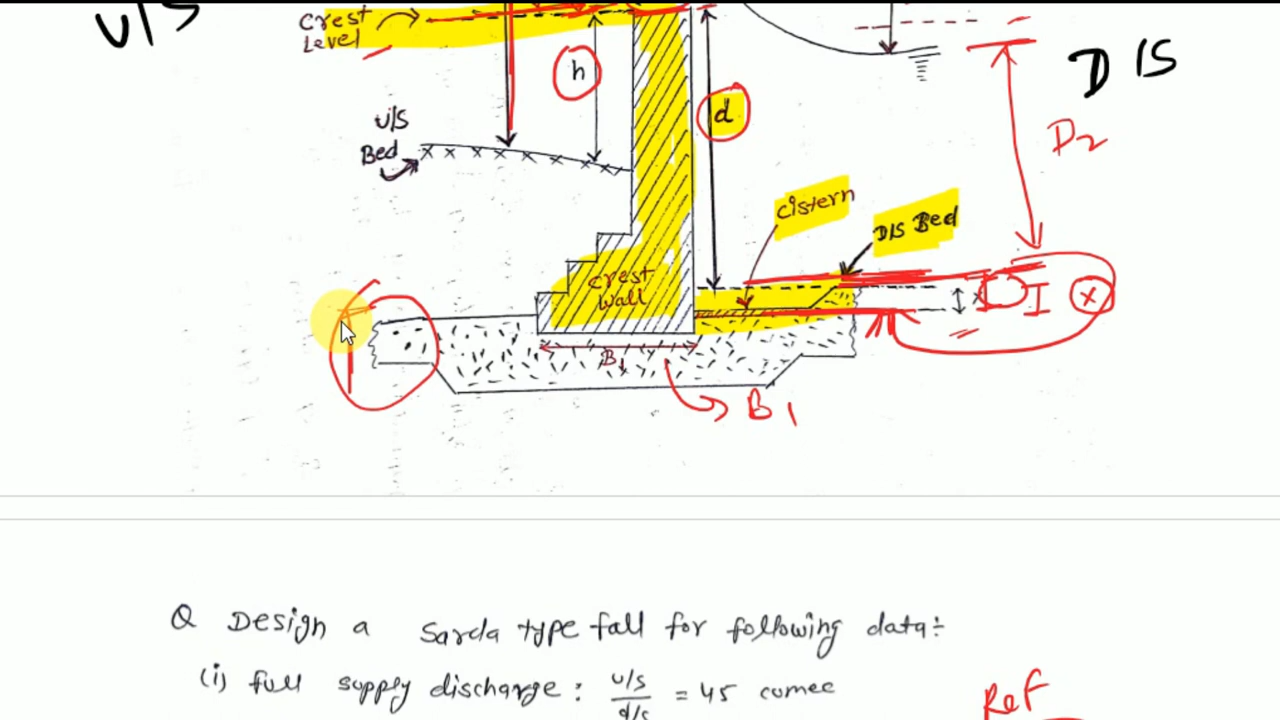 U/S
Crest
Level
h
d
D/S
U/S
Bed
D2
Cistern
D/S Bed
Crest
Wall
x
D I
x
B1
B1
Q Design a Sarda type fall for following data:
(i) full supply discharge: u/s / d/s = 45 cumec
Ref